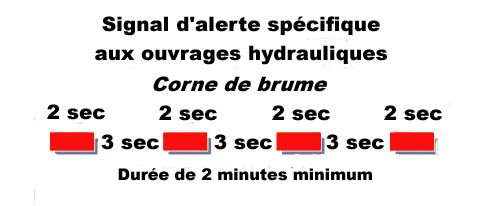 Signal d'alerte spécifique
aux ouvrages hydrauliques
Corne de brume
2 sec 2 sec 2 sec 2 sec
3 sec 3 sec 3 sec
Durée de 2 minutes minimum